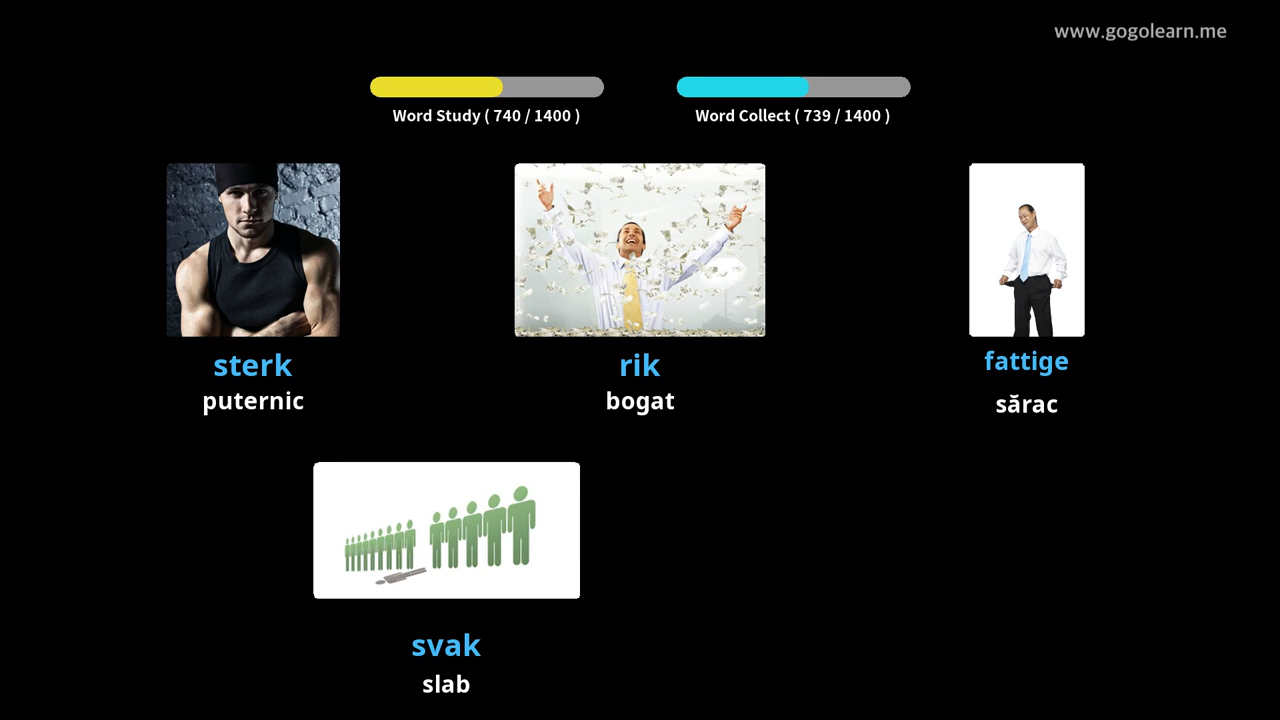 www.gogolearn.me
Word Study ( 740 / 1400 )
Word Collect ( 739 / 1400 )
sterk
puternic
rik
bogat
fattige
sărac
svak
slab